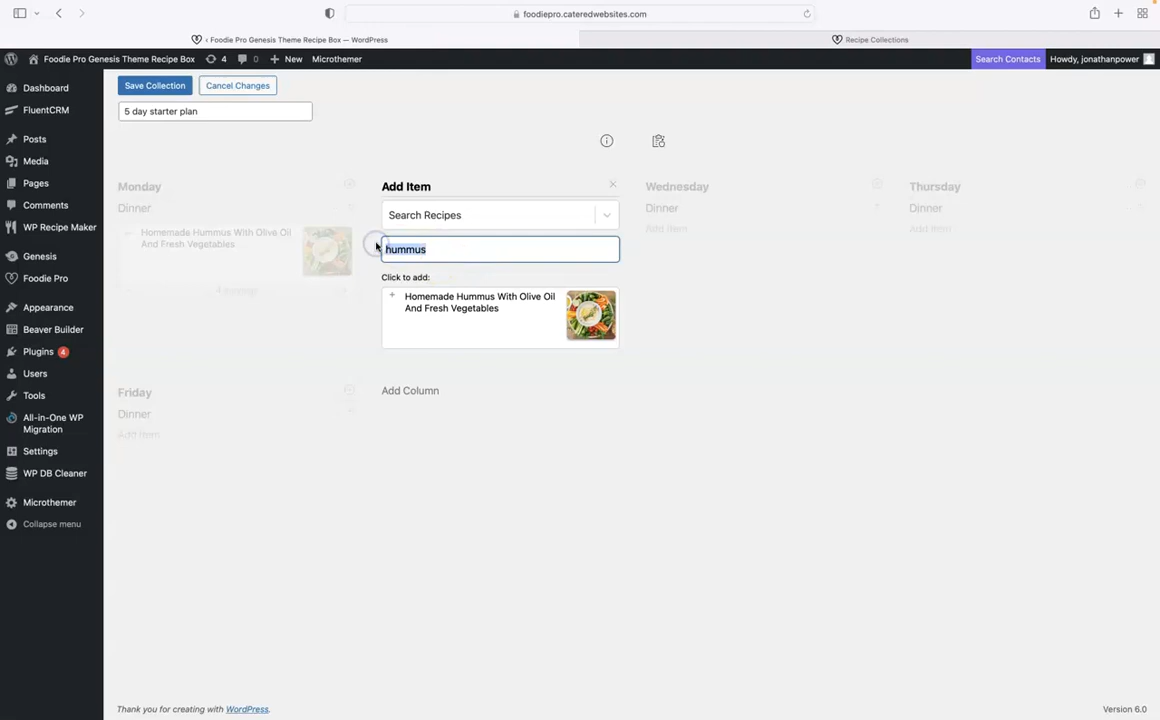 foodiepro.cateredwebsites.com
‹ Foodie Pro Genesis Theme Recipe Box — WordPress
Recipe Collections
Foodie Pro Genesis Theme Recipe Box
4
0
New
Microthemer
Search Contacts
Howdy, jonathanpower
Dashboard
FluentCRM
Posts
Media
Pages
Comments
WP Recipe Maker
Genesis
Foodie Pro
Appearance
Beaver Builder
Plugins 4
Users
Tools
All-in-One WP
Migration
Settings
WP DB Cleaner
Microthemer
Collapse menu
Save Collection
Cancel Changes
5 day starter plan
Monday
Dinner
Homemade Hummus With Olive Oil
And Fresh Vegetables
4 servings
Add Item
Search Recipes
hummus
Click to add:
Homemade Hummus With Olive Oil
And Fresh Vegetables
Wednesday
Dinner
Add Item
Thursday
Dinner
Add Item
Friday
Dinner
Add Item
Add Column
Thank you for creating with WordPress.
Version 6.0